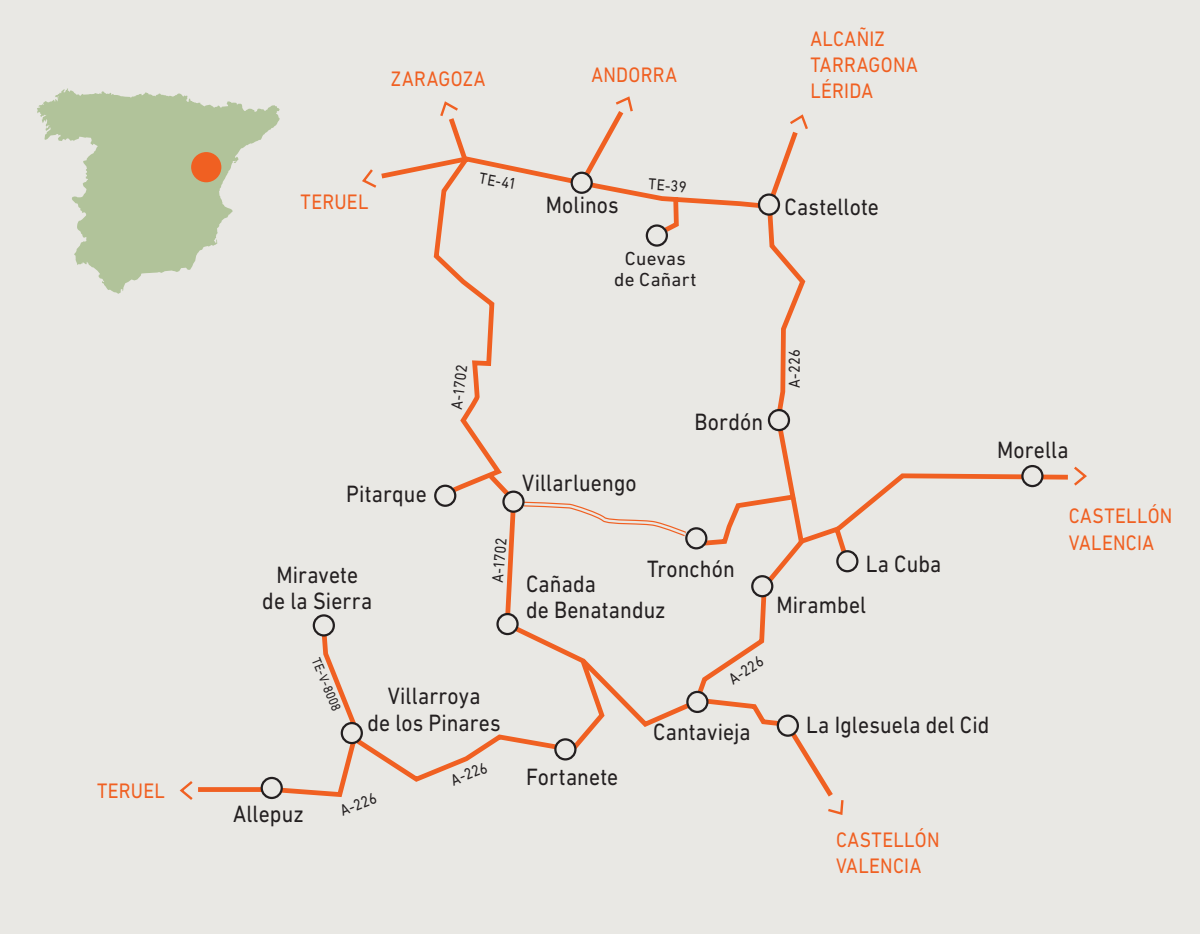 ALCAÑIZ
TARRAGONA
LÉRIDA
ZARAGOZA
ANDORRA
TERUEL
TE-41
Molinos
TE-39
Castellote
Cuevas
de Cañart
A-1702
A-226
Bordón
Morella
Pitarque
Villarluengo
CASTELLÓN
VALENCIA
A-1702
Tronchón
La Cuba
Miravete
de la Sierra
Cañada
de Benatanduz
Mirambel
TE-V-8008
A-226
Villarroya
de los Pinares
Cantavieja
La Iglesuela del Cid
A-226
Fortanete
TERUEL
A-226
Allepuz
CASTELLÓN
VALENCIA